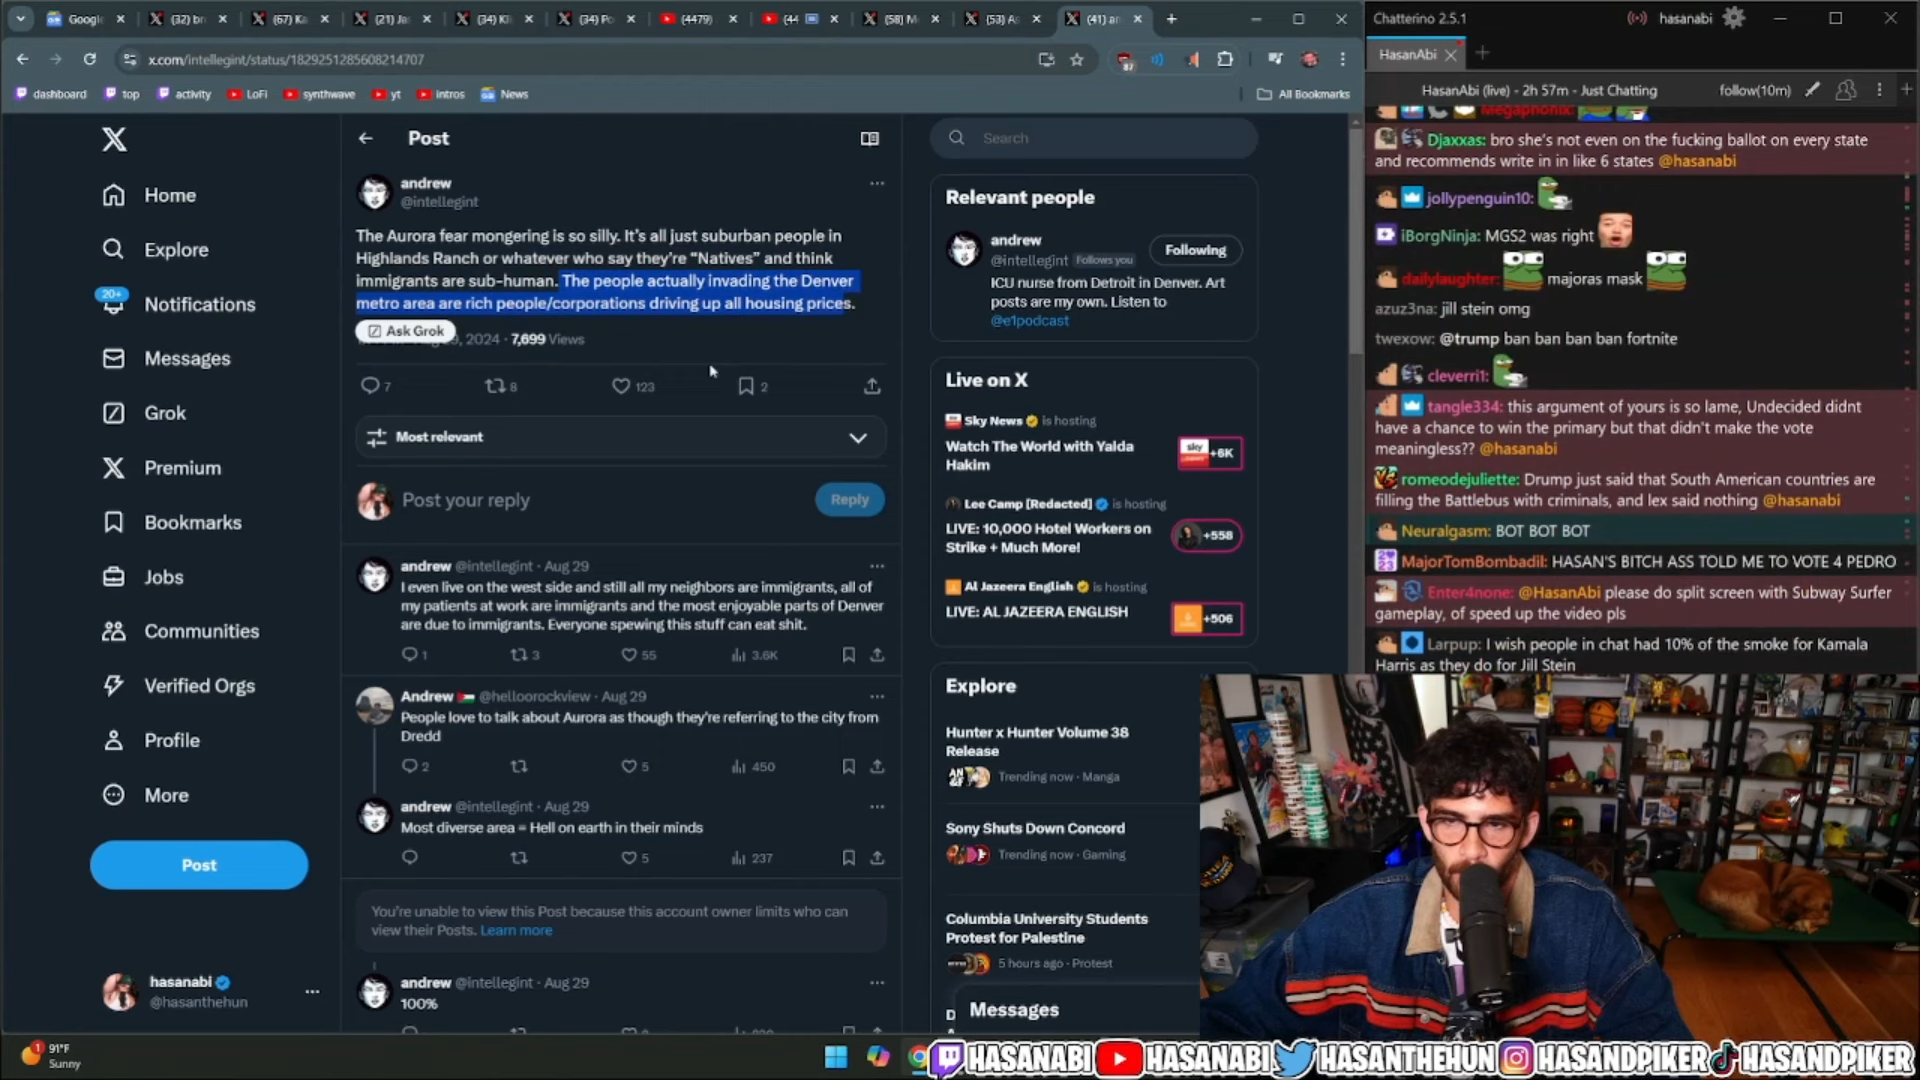 Google
(32) br
(67) Ka
(21) Ja
(34) Kl
(34) Po
(4479)
(44
(58) M
(53) A
(41) an
x.com/intellegint/status/1829251285608214707
87
dashboard
top
activity
LoFi
synthwave
yt
intros
News
All Bookmarks
Home
Explore
20+
Notifications
Messages
Grok
Premium
Jobs
Bookmarks
Communities
Verified Orgs
Profile
More
Post
hasanabi
@hasanthehun
Post
andrew
@intellegint
The Aurora fear mongering is so silly. It's all just suburban people in
Highlands Ranch or whatever who say they're “Natives” and think
immigrants are sub-human. The people actually invading the Denver
metro area are rich people/corporations driving up all housing prices.
Ask Grok
, 2024 · 7,699 Views
7
8
123
2
Most relevant
Post your reply
Reply
andrew @intellegint · Aug 29
I even live on the west side and still all my neighbors are immigrants, all of
my patients at work are immigrants and the most enjoyable parts of Denver
are due to immigrants. Everyone spewing this stuff can eat shit.
1
3
55
3.6K
Andrew @helloorockview · Aug 29
People love to talk about Aurora as though they're referring to the city from
Dredd
2
5
450
andrew @intellegint · Aug 29
Most diverse area = Hell on earth in their minds
5
237
You're unable to view this Post because this account owner limits who can
view their Posts. Learn more
andrew @intellegint · Aug 29
100%
Search
Relevant people
andrew
@intellegint Follows you
Following
ICU nurse from Detroit in Denver. Art
posts are my own. Listen to
@e1podcast
Live on X
Sky News is hosting
Watch The World with Yalda
Hakim
sky
+6K
Lee Camp [Redacted] is hosting
LIVE: 10,000 Hotel Workers on
Strike + Much More!
+558
Al Jazeera English is hosting
LIVE: AL JAZEERA ENGLISH
+506
Explore
Hunter x Hunter Volume 38
Release
Trending now · Manga
Sony Shuts Down Concord
Trending now · Gaming
Columbia University Students
Protest for Palestine
5 hours ago · Protest
Messages
Chatterino 2.5.1
hasanabi
HasanAbi
HasanAbi (live) - 2h 57m - Just Chatting
follow(10m)
Megaphonix:
Djaxxas: bro she's not even on the fucking ballot on every state
and recommends write in in like 6 states @hasanabi
jollypenguin10:
iBorgNinja: MGS2 was right
dailylaughter: majoras mask
azuz3na: jill stein omg
twexow: @trump ban ban ban ban fortnite
cleverri1:
tangle334: this argument of yours is so lame, Undecided didnt
have a chance to win the primary but that didn't make the vote
meaningless?? @hasanabi
romeodejuliette: Drump just said that South American countries are
filling the Battlebus with criminals, and lex said nothing @hasanabi
Neuralgasm: BOT BOT BOT
MajorTomBombadil: HASAN'S BITCH ASS TOLD ME TO VOTE 4 PEDRO
Enter4none: @HasanAbi please do split screen with Subway Surfer
gameplay, of speed up the video pls
Larpup: I wish people in chat had 10% of the smoke for Kamala
Harris as they do for Jill Stein
1
91°F
Sunny
HASANABI
HASANABI
HASANTHEHUN
HASANDPIKER
HASANDPIKER